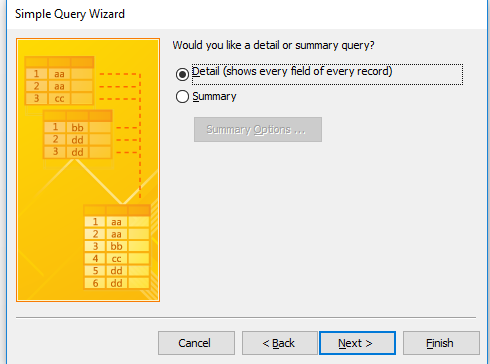 Simple Query Wizard
Would you like a detail or summary query?
Detail (shows every field of every record)
Summary
Summary Options ...
1 aa
2 aa
3 cc
1 bb
2 dd
3 dd
1 aa
2 aa
3 bb
4 cc
5 dd
6 dd
Cancel
< Back
Next >
Finish